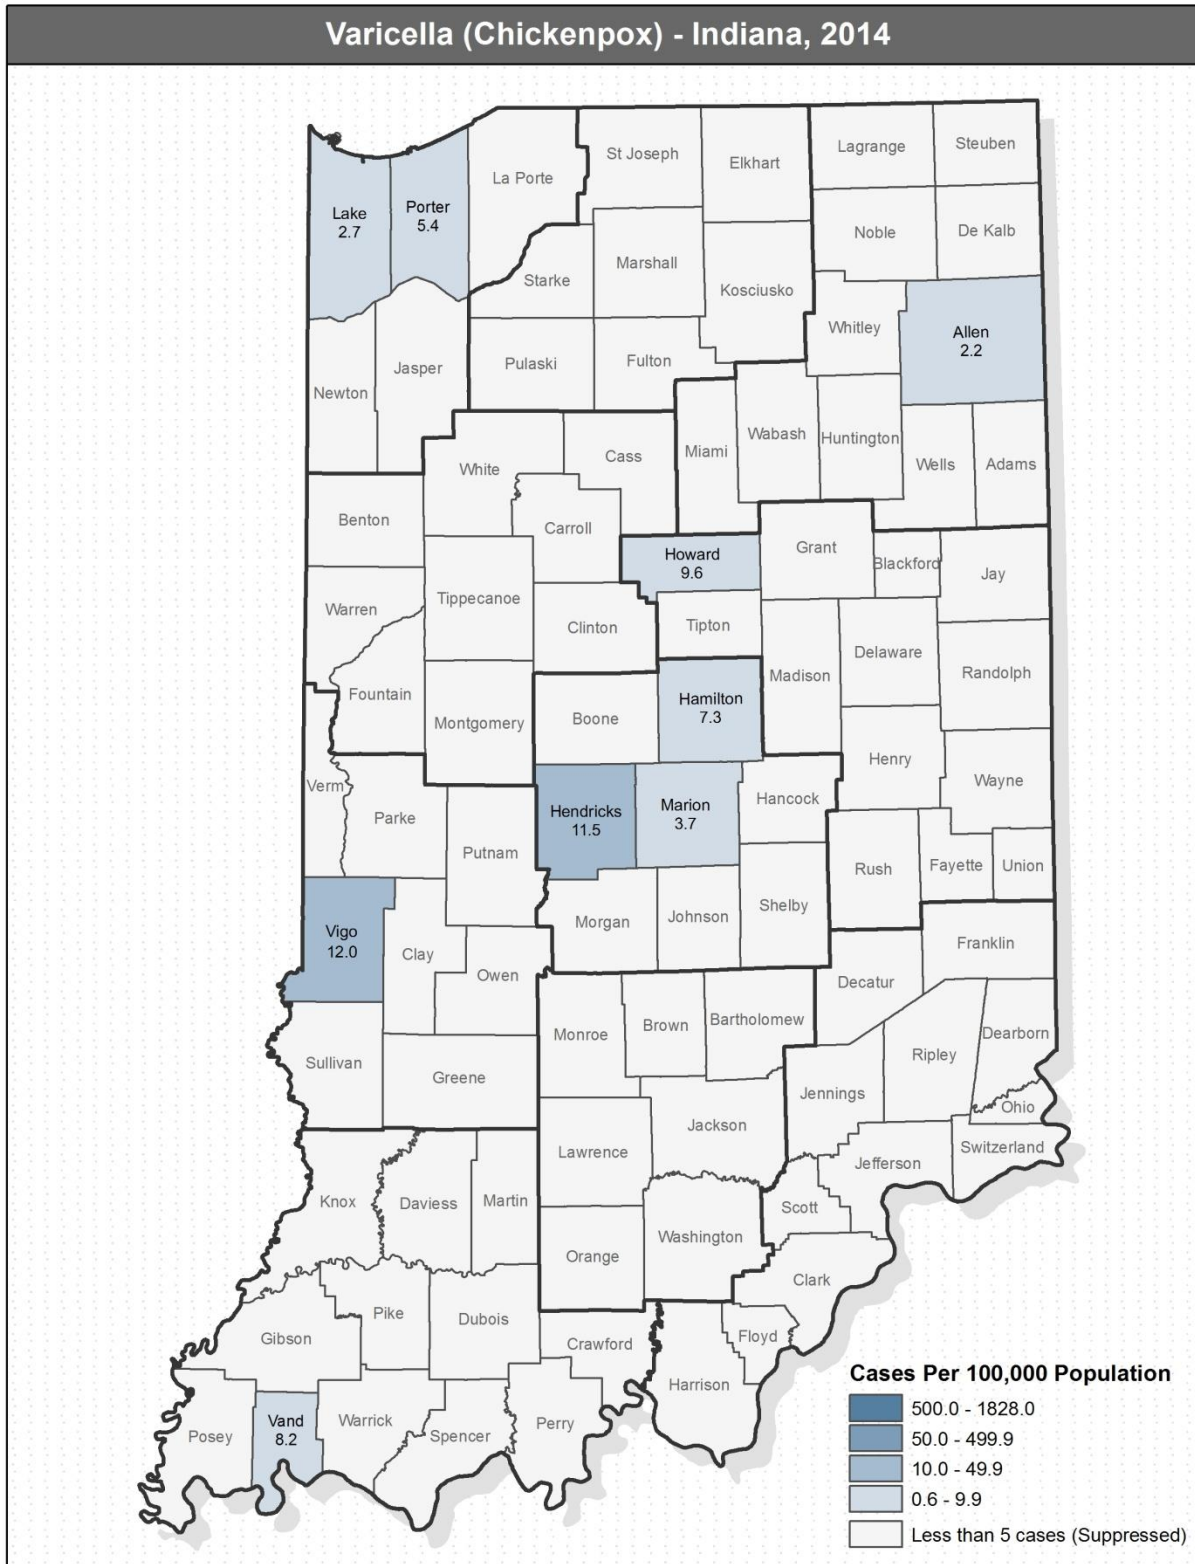 Varicella (Chickenpox) - Indiana, 2014
St Joseph
Elkhart
Lagrange
Steuben
La Porte
Lake
2.7
Porter
5.4
Noble
De Kalb
Starke
Marshall
Kosciusko
Whitley
Allen
2.2
Newton
Jasper
Pulaski
Fulton
Miami
Wabash
Huntington
Wells
Adams
White
Cass
Benton
Carroll
Howard
9.6
Grant
Blackford
Jay
Warren
Tippecanoe
Clinton
Tipton
Madison
Delaware
Randolph
Fountain
Montgomery
Boone
Hamilton
7.3
Henry
Wayne
Verm
Parke
Putnam
Hendricks
11.5
Marion
3.7
Hancock
Rush
Fayette
Union
Vigo
12.0
Clay
Owen
Morgan
Johnson
Shelby
Franklin
Decatur
Sullivan
Greene
Monroe
Brown
Bartholomew
Jennings
Ripley
Dearborn
Ohio
Switzerland
Lawrence
Jackson
Jefferson
Knox
Daviess
Martin
Orange
Washington
Scott
Clark
Gibson
Pike
Dubois
Crawford
Floyd
Harrison
Posey
Vand
8.2
Warrick
Spencer
Perry
Cases Per 100,000 Population
500.0 - 1828.0
50.0 - 499.9
10.0 - 49.9
0.6 - 9.9
Less than 5 cases (Suppressed)